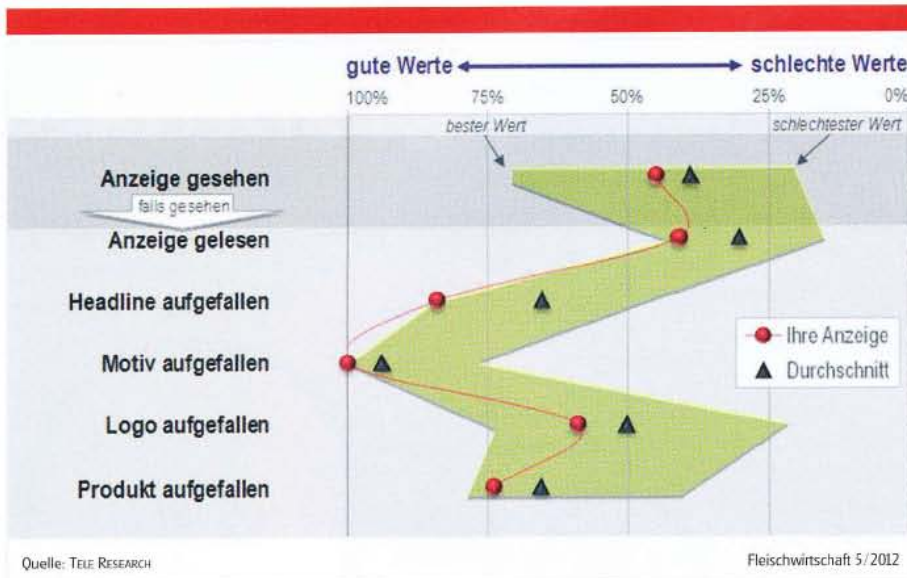 gute Werte schlechte Werte
100% 75% 50% 25% 0%
bester Wert schlechtester Wert
Anzeige gesehen
falls gesehen
Anzeige gelesen
Headline aufgefallen
Motiv aufgefallen
Logo aufgefallen
Produkt aufgefallen
Ihre Anzeige
Durchschnitt
Quelle: TELE RESEARCH Fleischwirtschaft 5/2012